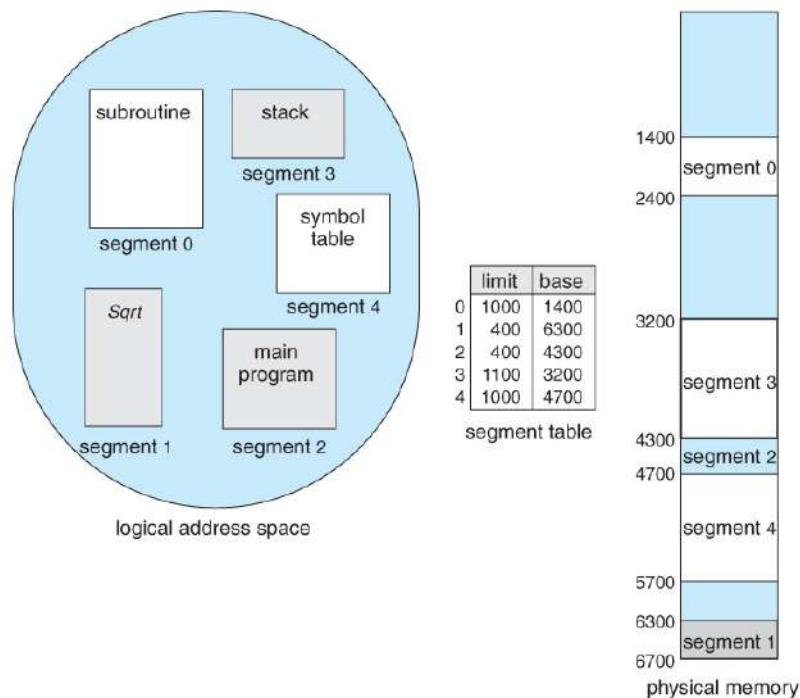 subroutine
segment 0
stack
segment 3
symbol
table
segment 4
Sqrt
segment 1
main
program
segment 2
logical address space
limit base
0 1000 1400
1 400 6300
2 400 4300
3 1100 3200
4 1000 4700
segment table
1400
segment 0
2400
3200
segment 3
4300
segment 2
4700
segment 4
5700
6300
segment 1
6700
physical memory